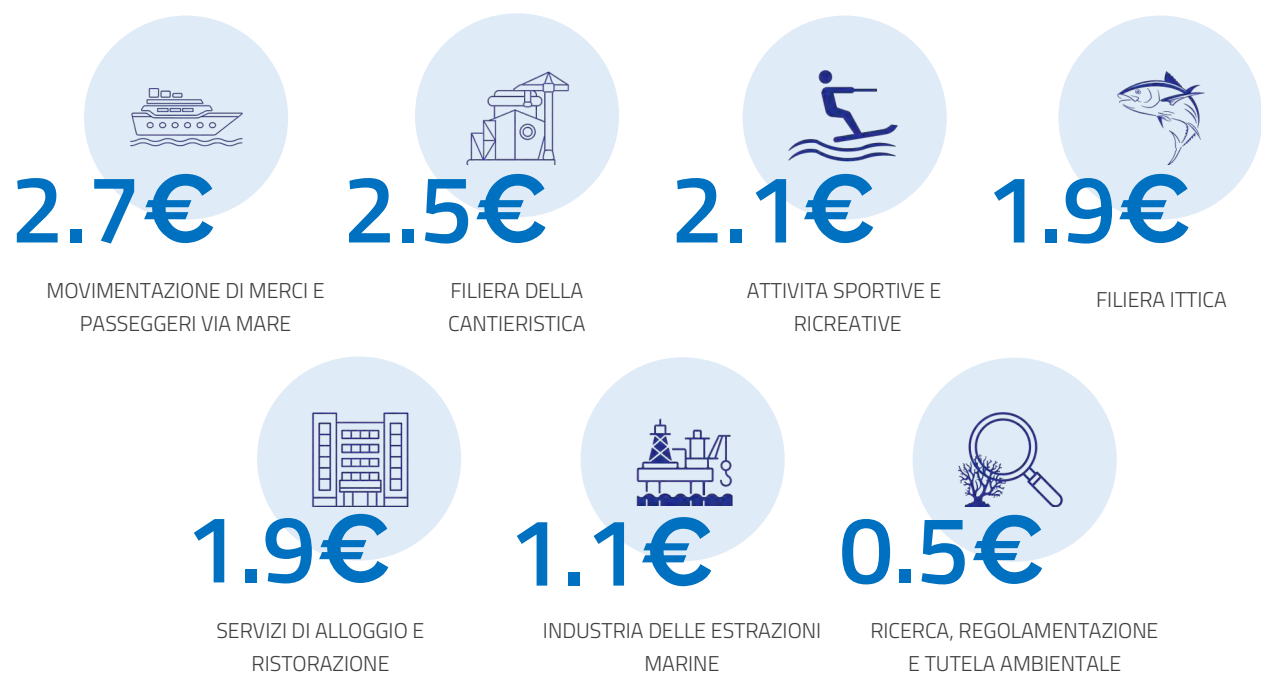 2.7€
2.5€
2.1€
1.9€
MOVIMENTAZIONE DI MERCI E
PASSEGGERI VIA MARE
FILIERA DELLA
CANTIERISTICA
ATTIVITA SPORTIVE E
RICREATIVE
FILIERA ITTICA
1.9€
1.1€
0.5€
SERVIZI DI ALLOGGIO E
RISTORAZIONE
INDUSTRIA DELLE ESTRAZIONI
MARINE
RICERCA, REGOLAMENTAZIONE
E TUTELA AMBIENTALE